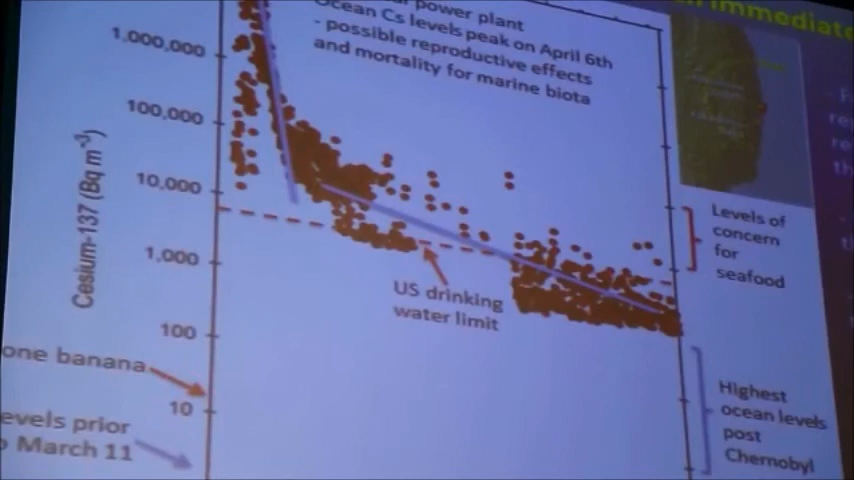 power plant
Ocean Cs levels peak on April 6th
- possible reproductive effects
and mortality for marine biota
immediate
1,000,000
100,000
10,000
1,000
100
10
Cesium-137 (Bq m-3)
US drinking
water limit
one banana
evels prior
March 11
Levels of
concern
for
seafood
Highest
ocean levels
post
Chernobyl